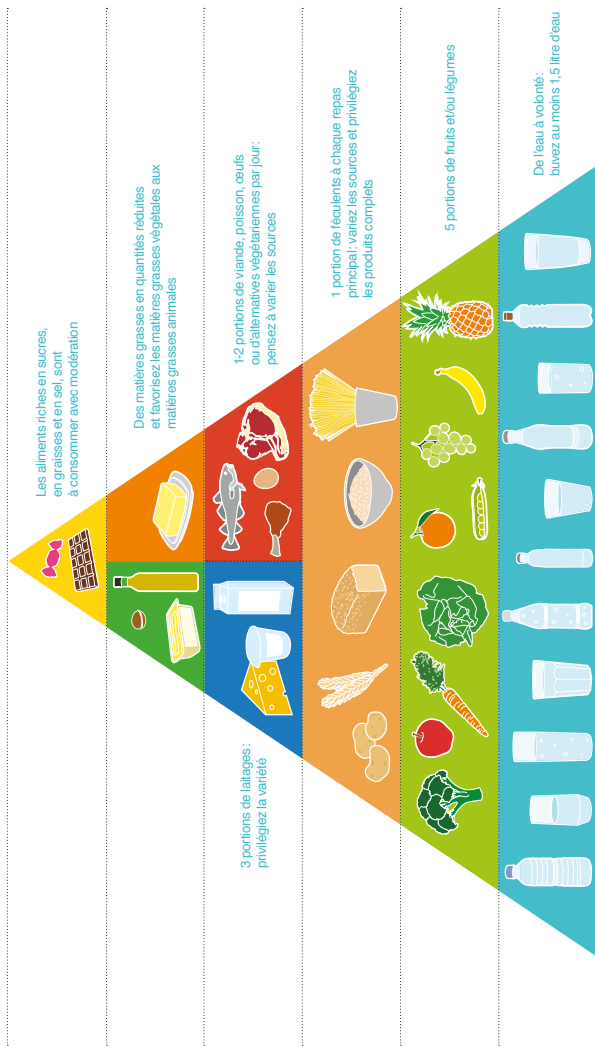 Les aliments riches en sucres,
en graisses et en sel, sont
à consommer avec modération
Des matières grasses en quantités réduites
et favorisez les matières grasses végétales aux
matières grasses animales
1-2 portions de viande, poisson, œufs
ou d'alternatives végétariennes par jour:
pensez à varier les sources
3 portions de laitages:
privilégiez la variété
1 portion de féculents à chaque repas
principal: variez les sources et privilégiez
les produits complets
5 portions de fruits et/ou légumes
De l'eau à volonté:
buvez au moins 1,5 litre d'eau